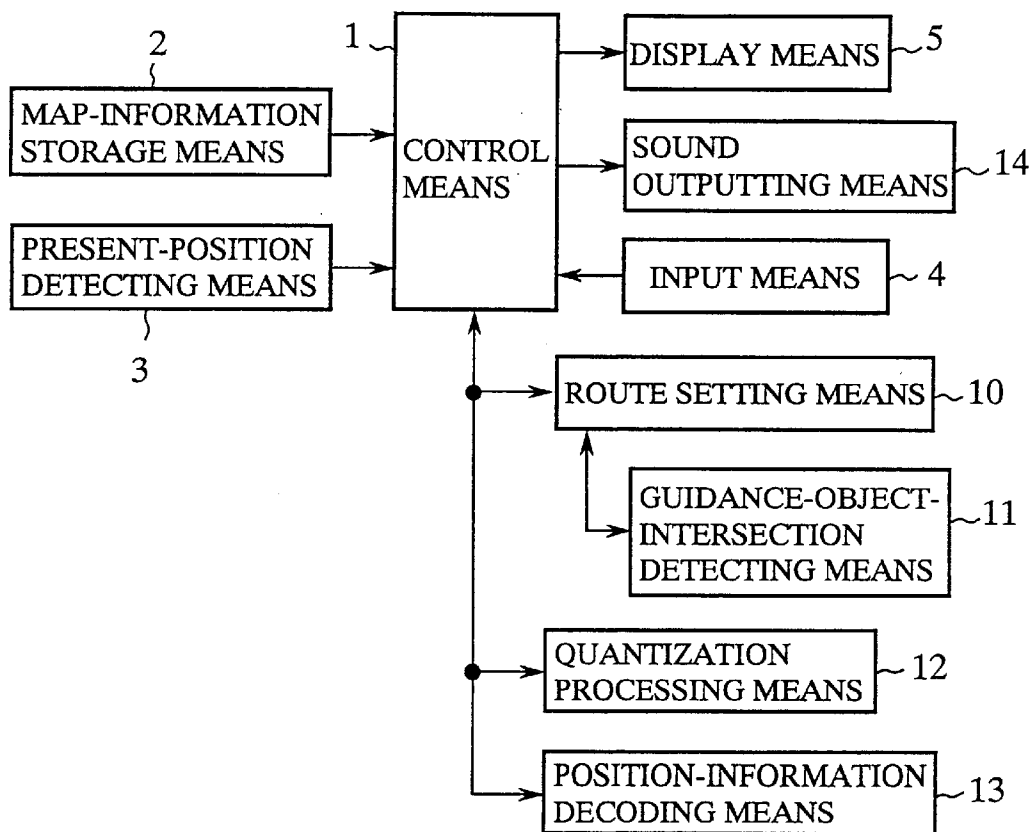 1
2
MAP-INFORMATION
STORAGE MEANS
PRESENT-POSITION
DETECTING MEANS
3
CONTROL
MEANS
DISPLAY MEANS
5
SOUND
OUTPUTTING MEANS
14
INPUT MEANS
4
ROUTE SETTING MEANS
10
GUIDANCE-OBJECT-
INTERSECTION
DETECTING MEANS
11
QUANTIZATION
PROCESSING MEANS
12
POSITION-INFORMATION
DECODING MEANS
13